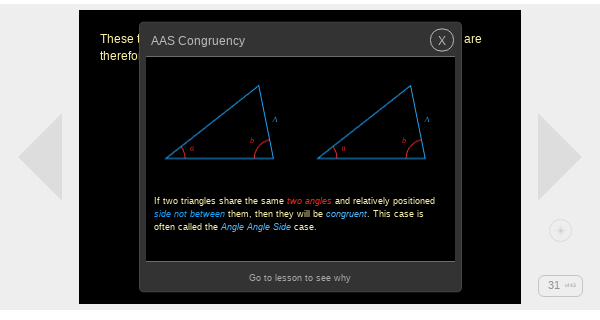 These
are
therefo
AAS Congruency
X
a
b
A
a
b
A
If two triangles share the same two angles and relatively positioned
side not between them, then they will be congruent. This case is
often called the Angle Angle Side case.
Go to lesson to see why
31